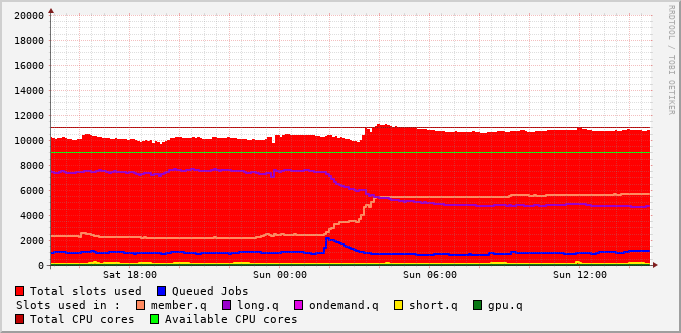 20000
18000
16000
14000
12000
10000
8000
6000
4000
2000
0
Sat 18:00 Sun 00:00 Sun 06:00 Sun 12:00
Total slots used Queued Jobs
Slots used in : member.q long.q ondemand.q short.q gpu.q
Total CPU cores Available CPU cores
RRDTOOL / TOBI OETIKER